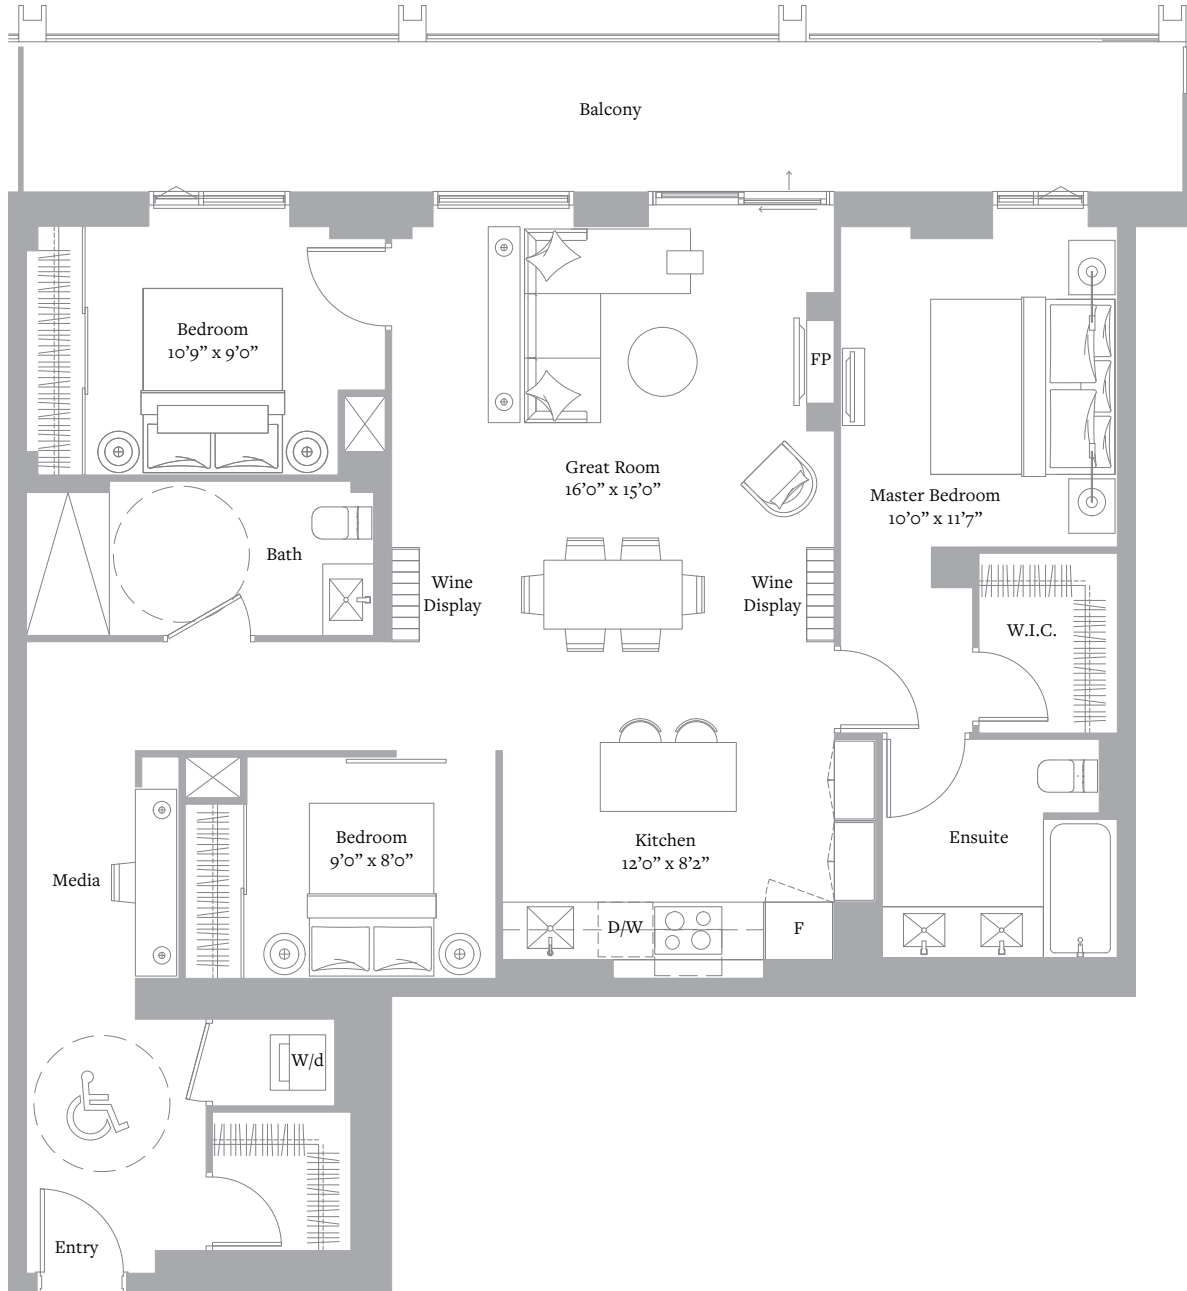 Balcony
Bedroom
10’9” x 9’0”
FP
Great Room
16’0” x 15’0”
Master Bedroom
10’0” x 11’7”
Bath
Wine
Display
Wine
Display
W.I.C.
Bedroom
9’0” x 8’0”
Kitchen
12’0” x 8’2”
Ensuite
Media
D/W
F
W/d
Entry